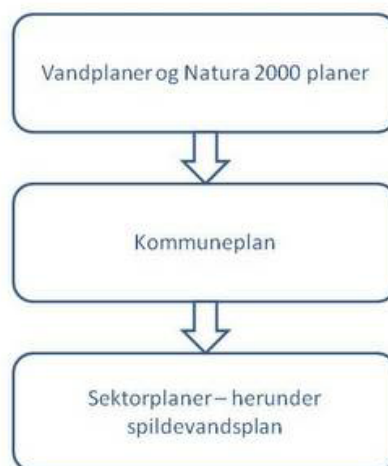 Vandplaner og Natura 2000 planer
Kommuneplan
Sektorplaner – herunder
spildevandsplan